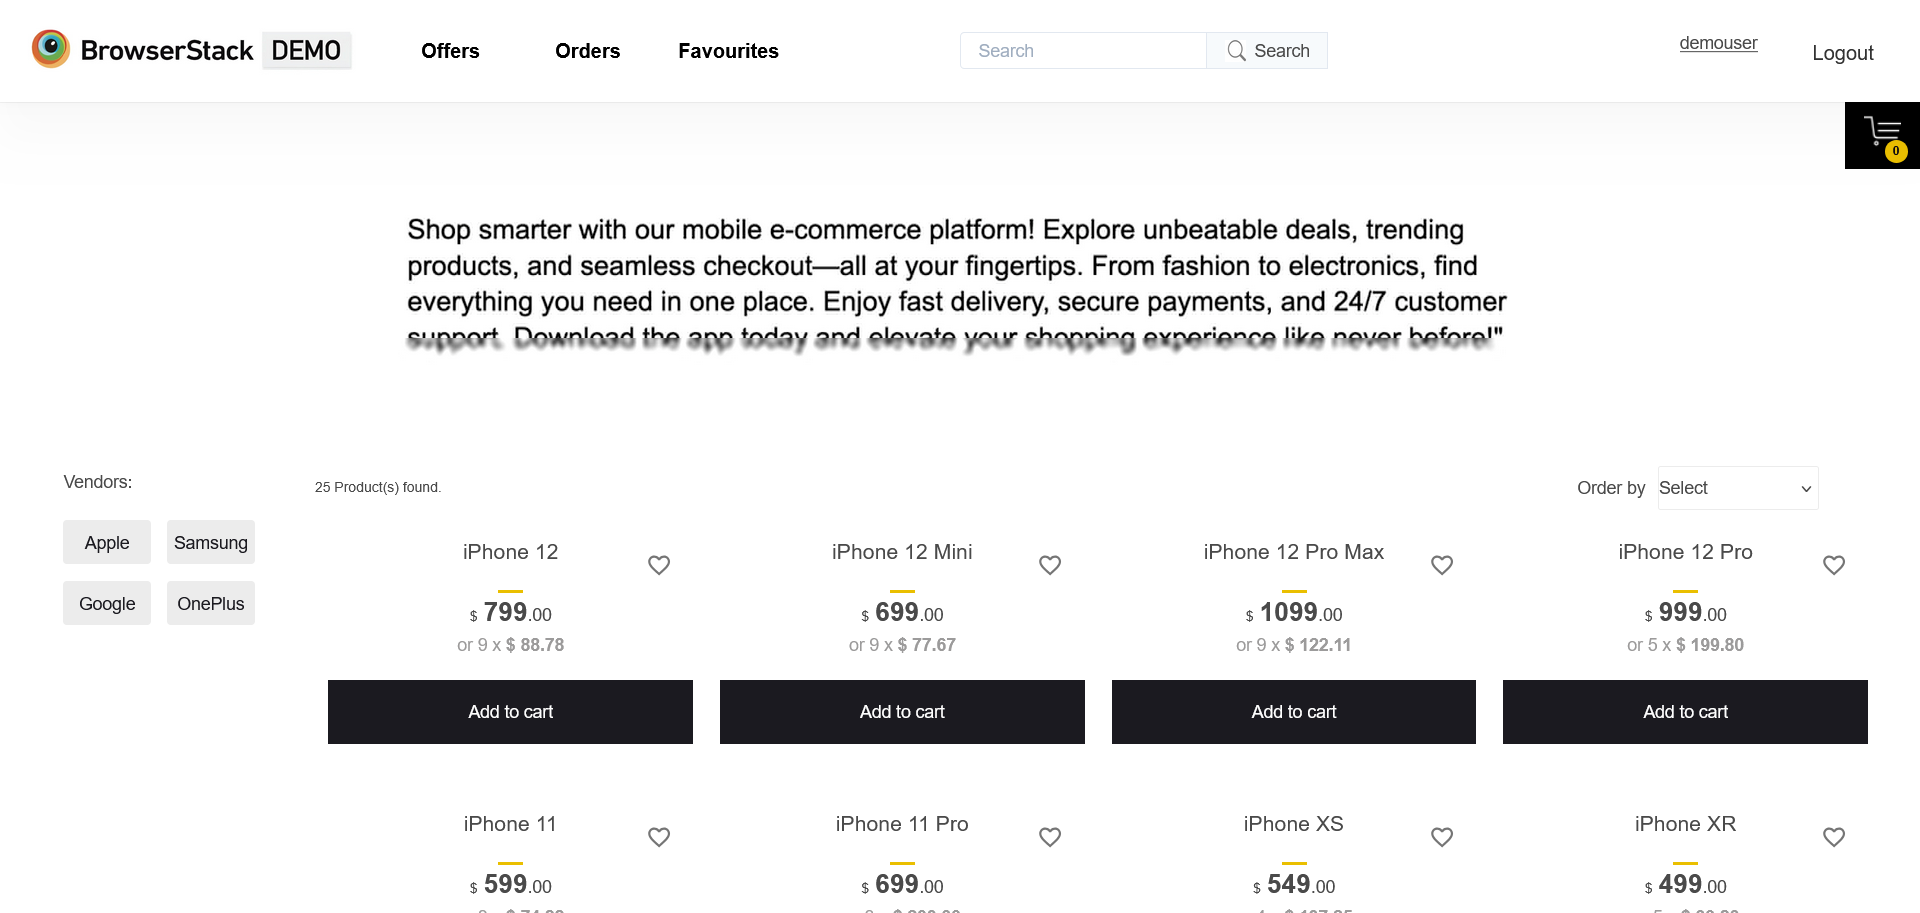 BrowserStack DEMO
Offers
Orders
Favourites
Search
Search
demouser
Logout
0
Shop smarter with our mobile e-commerce platform! Explore unbeatable deals, trending
products, and seamless checkout—all at your fingertips. From fashion to electronics, find
everything you need in one place. Enjoy fast delivery, secure payments, and 24/7 customer
support. Download the app today and elevate your shopping experience like never before!"
Vendors:
Apple
Samsung
Google
OnePlus
25 Product(s) found.
Order by
Select
iPhone 12
$ 799.00
or 9 x $ 88.78
Add to cart
iPhone 12 Mini
$ 699.00
or 9 x $ 77.67
Add to cart
iPhone 12 Pro Max
$ 1099.00
or 9 x $ 122.11
Add to cart
iPhone 12 Pro
$ 999.00
or 5 x $ 199.80
Add to cart
iPhone 11
$ 599.00
iPhone 11 Pro
$ 699.00
iPhone XS
$ 549.00
iPhone XR
$ 499.00